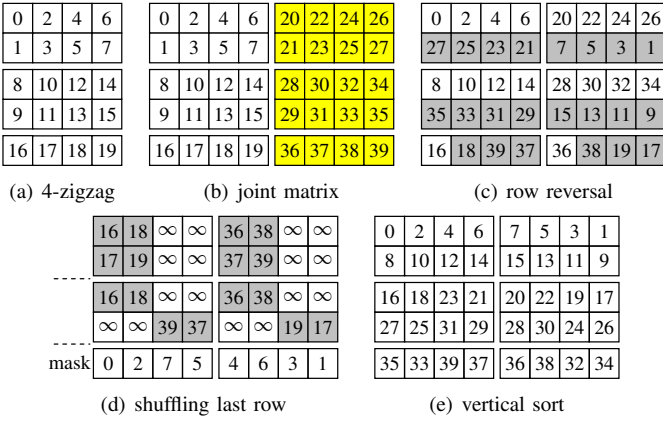 0 2 4 6 0 2 4 6 20 22 24 26 0 2 4 6 20 22 24 26
1 3 5 7 1 3 5 7 21 23 25 27 27 25 23 21 7 5 3 1
8 10 12 14 8 10 12 14 28 30 32 34 8 10 12 14 28 30 32 34
9 11 13 15 9 11 13 15 29 31 33 35 35 33 31 29 15 13 11 9
16 17 18 19 16 17 18 19 36 37 38 39 16 18 39 37 36 38 19 17
(a) 4-zigzag (b) joint matrix (c) row reversal
16 18 ∞ ∞ 36 38 ∞ ∞ 0 2 4 6 7 5 3 1
17 19 ∞ ∞ 37 39 ∞ ∞ 8 10 12 14 15 13 11 9
16 18 ∞ ∞ 36 38 ∞ ∞ 16 18 23 21 20 22 19 17
∞ ∞ 39 37 ∞ ∞ 19 17 27 25 31 29 28 30 24 26
mask 0 2 7 5 4 6 3 1 35 33 39 37 36 38 32 34
(d) shuffling last row (e) vertical sort